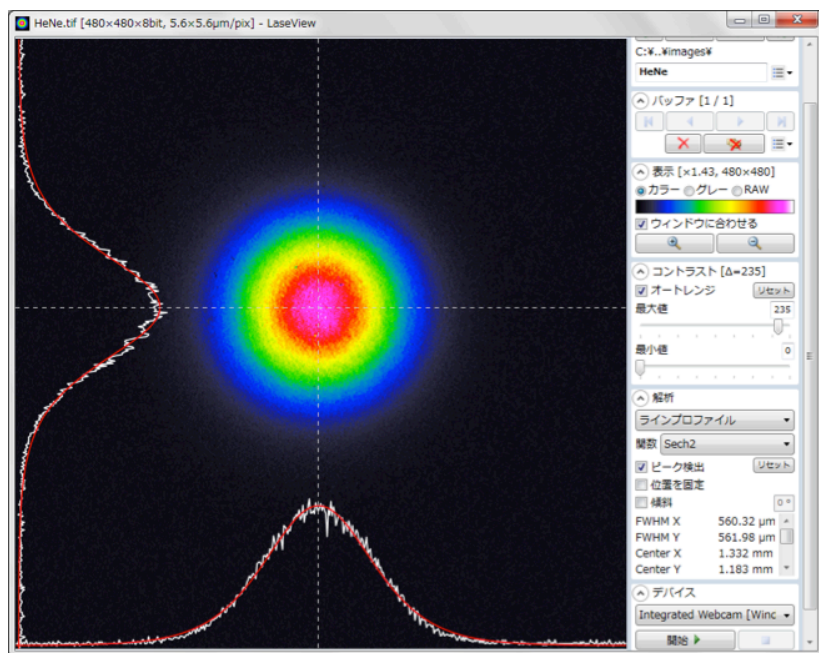 HeNe.tif [480×480×8bit, 5.6×5.6μm/pix] - LaseView
C:¥..¥images¥
HeNe
バッファ [1 / 1]
表示 [×1.43, 480×480]
カラー グレー RAW
ウィンドウに合わせる
コントラスト [Δ=235]
オートレンジ リセット
最大値 235
最小値 0
解析
ラインプロファイル
関数 Sech2
ピーク検出 リセット
位置を固定
傾斜 0 °
FWHM X 560.32 μm
FWHM Y 561.98 μm
Center X 1.332 mm
Center Y 1.183 mm
デバイス
Integrated Webcam [Winc
開始